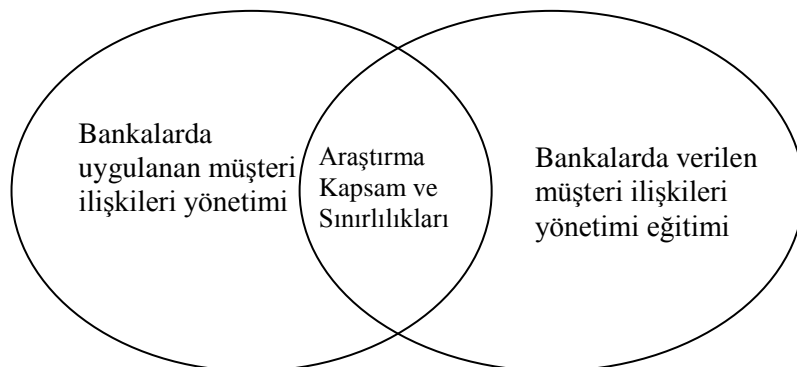 Bankalarda
uygulanan müşteri
ilişkileri yönetimi
Araştırma
Kapsam ve
Sınırlılıkları
Bankalarda verilen
müşteri ilişkileri
yönetimi eğitimi